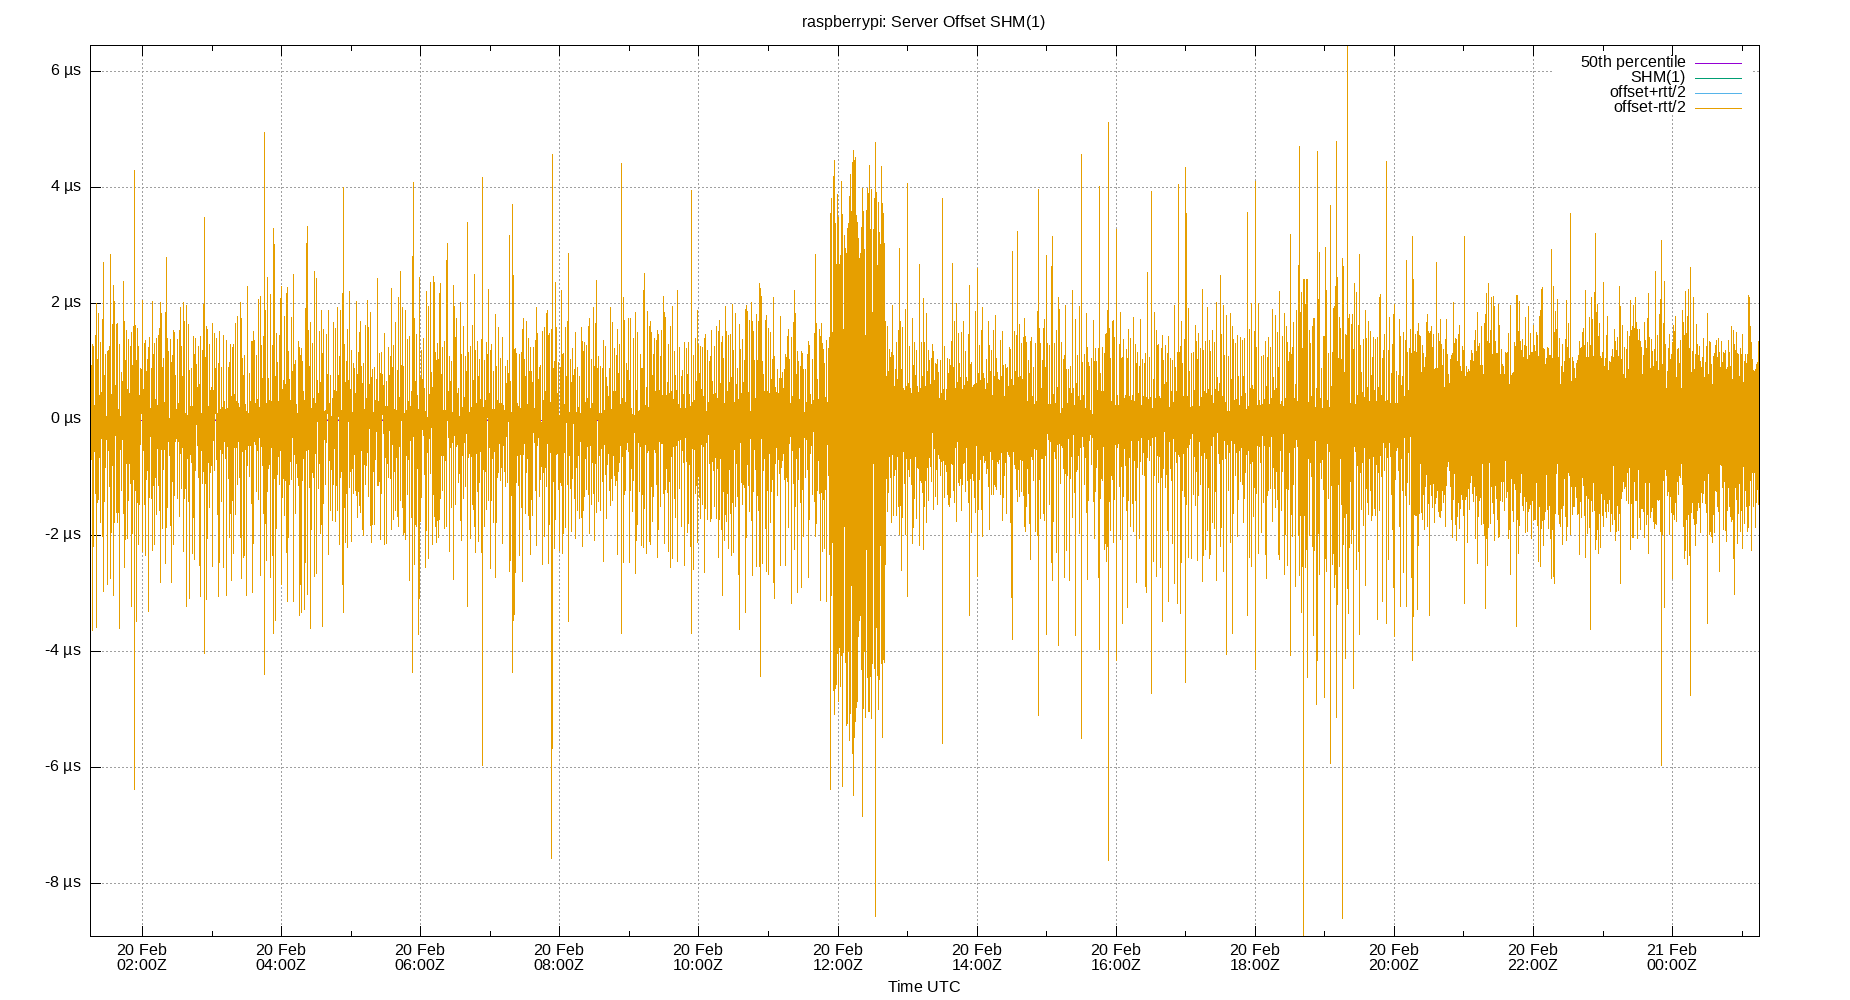 raspberrypi: Server Offset SHM(1)
50th percentile
SHM(1)
offset+rtt/2
offset-rtt/2
6 µs
4 µs
2 µs
0 µs
-2 µs
-4 µs
-6 µs
-8 µs
20 Feb 20 Feb 20 Feb 20 Feb 20 Feb 20 Feb 20 Feb 20 Feb 20 Feb 20 Feb 20 Feb 21 Feb
02:00Z 04:00Z 06:00Z 08:00Z 10:00Z 12:00Z 14:00Z 16:00Z 18:00Z 20:00Z 22:00Z 00:00Z
Time UTC